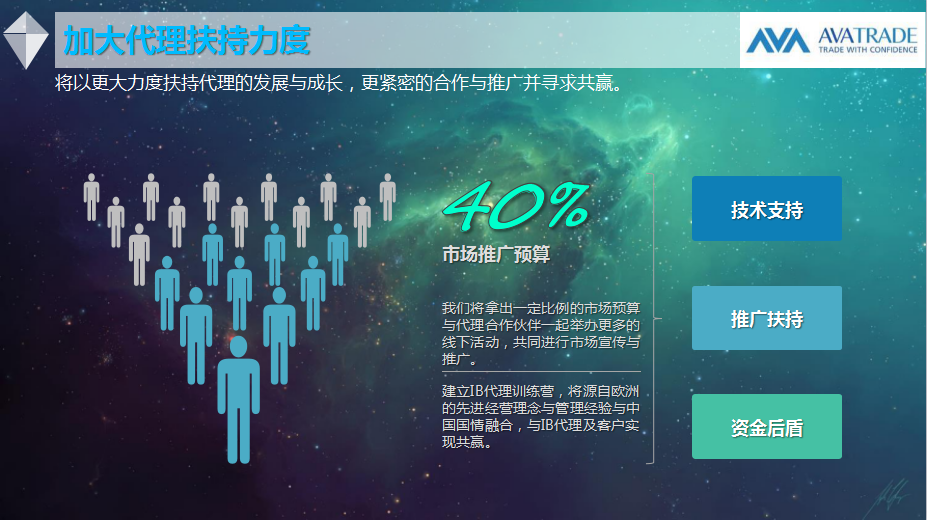 加大代理扶持力度
AVA AVATRADE
TRADE WITH CONFIDENCE
将以更大力度扶持代理的发展与成长，更紧密的合作与推广并寻求共赢。
40%
市场推广预算
我们将拿出一定比例的市场预算
与代理合作伙伴一起举办更多的
线下活动，共同进行市场宣传与
推广。
建立IB代理训练营，将源自欧洲
的先进经营理念与管理经验与中
国国情融合，与IB代理及客户实
现共赢。
技术支持
推广扶持
资金后盾